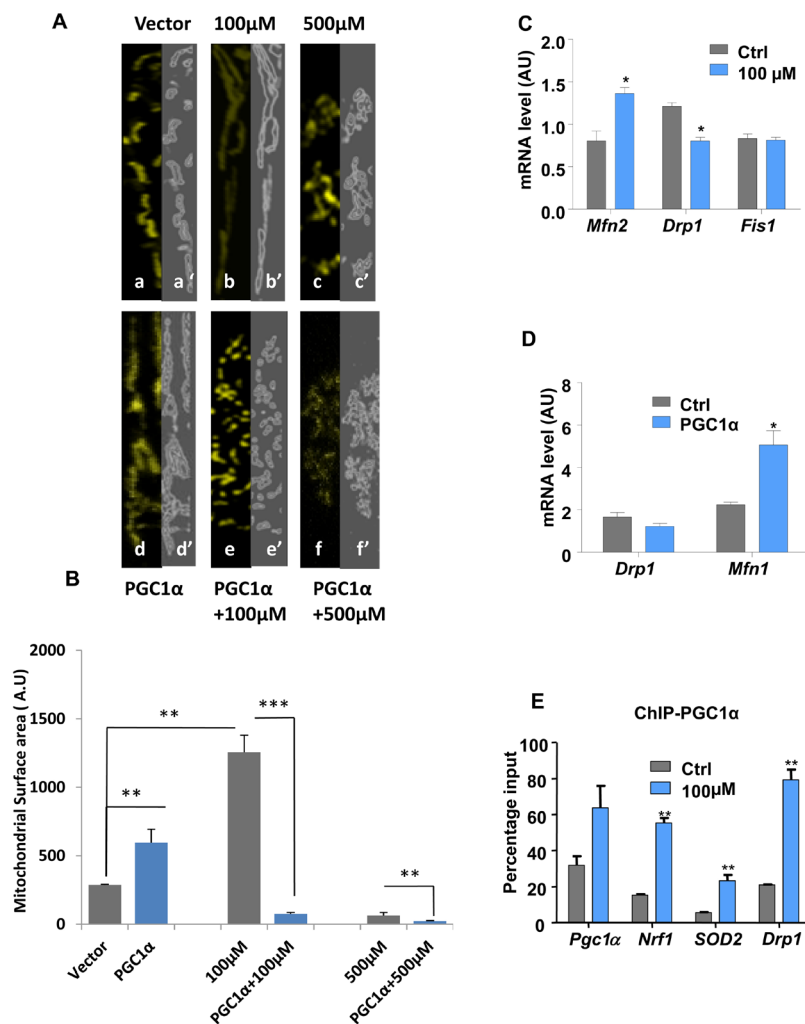 A
Vector 100µM 500µM
a a' b b' c c'
d d' e e' f f'
PGC1α PGC1α +100µM PGC1α +500µM
B
Mitochondrial Surface area ( A.U)
2000
1500
1000
500
0
** ** *** **
Vector PGC1α 100µM PGC1α+100µM 500µM PGC1α+500µM
C
mRNA level (AU)
2.0
1.5
1.0
0.5
0.0
Ctrl
100 µM
* *
Mfn2 Drp1 Fis1
D
mRNA level (AU)
8
6
4
2
0
Ctrl
PGC1α
*
Drp1 Mfn1
E
ChIP-PGC1α
Percentage input
100
80
60
40
20
0
Ctrl
100µM
** ** **
Pgc1α Nrf1 SOD2 Drp1